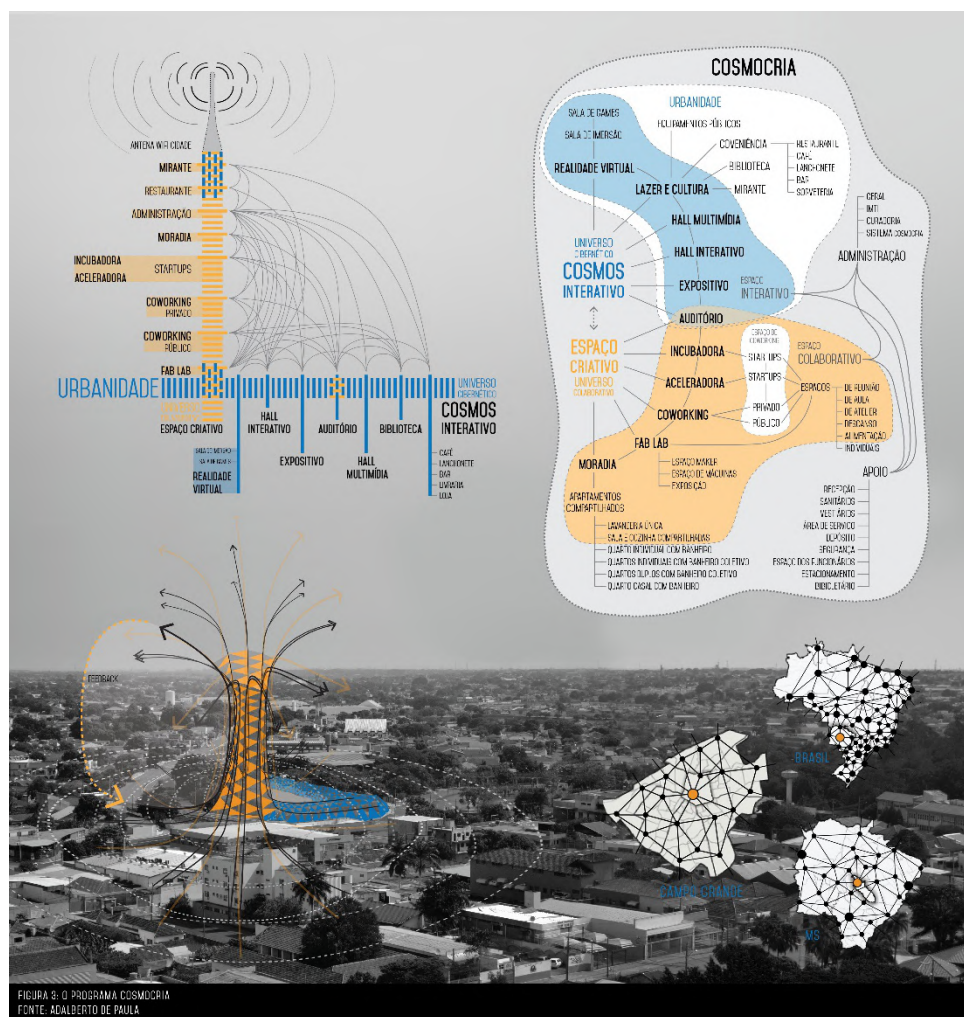 ANTENA WIFI CIDADE
MIRANTE
RESTAURANTE
ADMINISTRAÇÃO
MORADIA
INCUBADORA
STARTUPS
ACELERADORA
COWORKING
PRIVADO
COWORKING
PÚBLICO
FAB LAB
URBANIDADE
UNIVERSO
CIBERNÉTICO
COSMOS
INTERATIVO
ESPAÇO CRIATIVO
HALL
INTERATIVO
AUDITÓRIO
BIBLIOTECA
EXPOSITIVO
HALL
MULTIMÍDIA
REALIDADE
VIRTUAL
CAFÉ
LANCHONETE
BAR
LIVRARIA
LOJA
COSMOCRIA
URBANIDADE
EQUIPAMENTOS PÚBLICOS
SALA DE GAMES
SALA DE IMERSÃO
REALIDADE VIRTUAL
COVENIÊNCIA
RESTAURANTE
CAFÉ
LANCHONETE
BAR
SORVETERIA
BIBLIOTECA
LAZER E CULTURA
MIRANTE
HALL MULTIMÍDIA
GERAL
IMTI
CURADORIA
SISTEMA COSMOCRIA
ADMINISTRAÇÃO
UNIVERSO
CIBERNÉTICO
COSMOS
INTERATIVO
HALL INTERATIVO
EXPOSITIVO
ESPAÇO
INTERATIVO
AUDITÓRIO
ESPAÇO
CRIATIVO
UNIVERSO
COLABORATIVO
INCUBADORA
ESPAÇO DE
COWORKING
STARTUPS
ESPAÇO
COLABORATIVO
ACELERADORA
STARTUPS
ESPAÇOS
DE REUNIÃO
DE AULA
DE ATELIER
DESCANSO
ALIMENTAÇÃO
INDIVIDUAIS
COWORKING
PRIVADO
PÚBLICO
FAB LAB
ESPAÇO MAKER
ESPAÇO DE MÁQUINAS
EXPOSIÇÃO
MORADIA
APARTAMENTOS
COMPARTILHADOS
LAVANDERIA ÚNICA
SALA E COZINHA COMPARTILHADAS
QUARTO INDIVIDUAL COM BANHEIRO
QUARTOS INDIVIDUAIS COM BANHEIRO COLETIVO
QUARTOS DUPLOS COM BANHEIRO COLETIVO
QUARTO CASAL COM BANHEIRO
APOIO
RECEPÇÃO
SANITÁRIOS
VESTIÁRIOS
ÁREA DE SERVIÇO
DEPÓSITO
SEGURANÇA
ESPAÇO DOS FUNCIONÁRIOS
ESTACIONAMENTO
BICICLETÁRIO
FEEDBACK
BRASIL
CAMPO GRANDE
MS
FIGURA 3: O PROGRAMA COSMOCRIA
FONTE: ADALBERTO DE PAULA